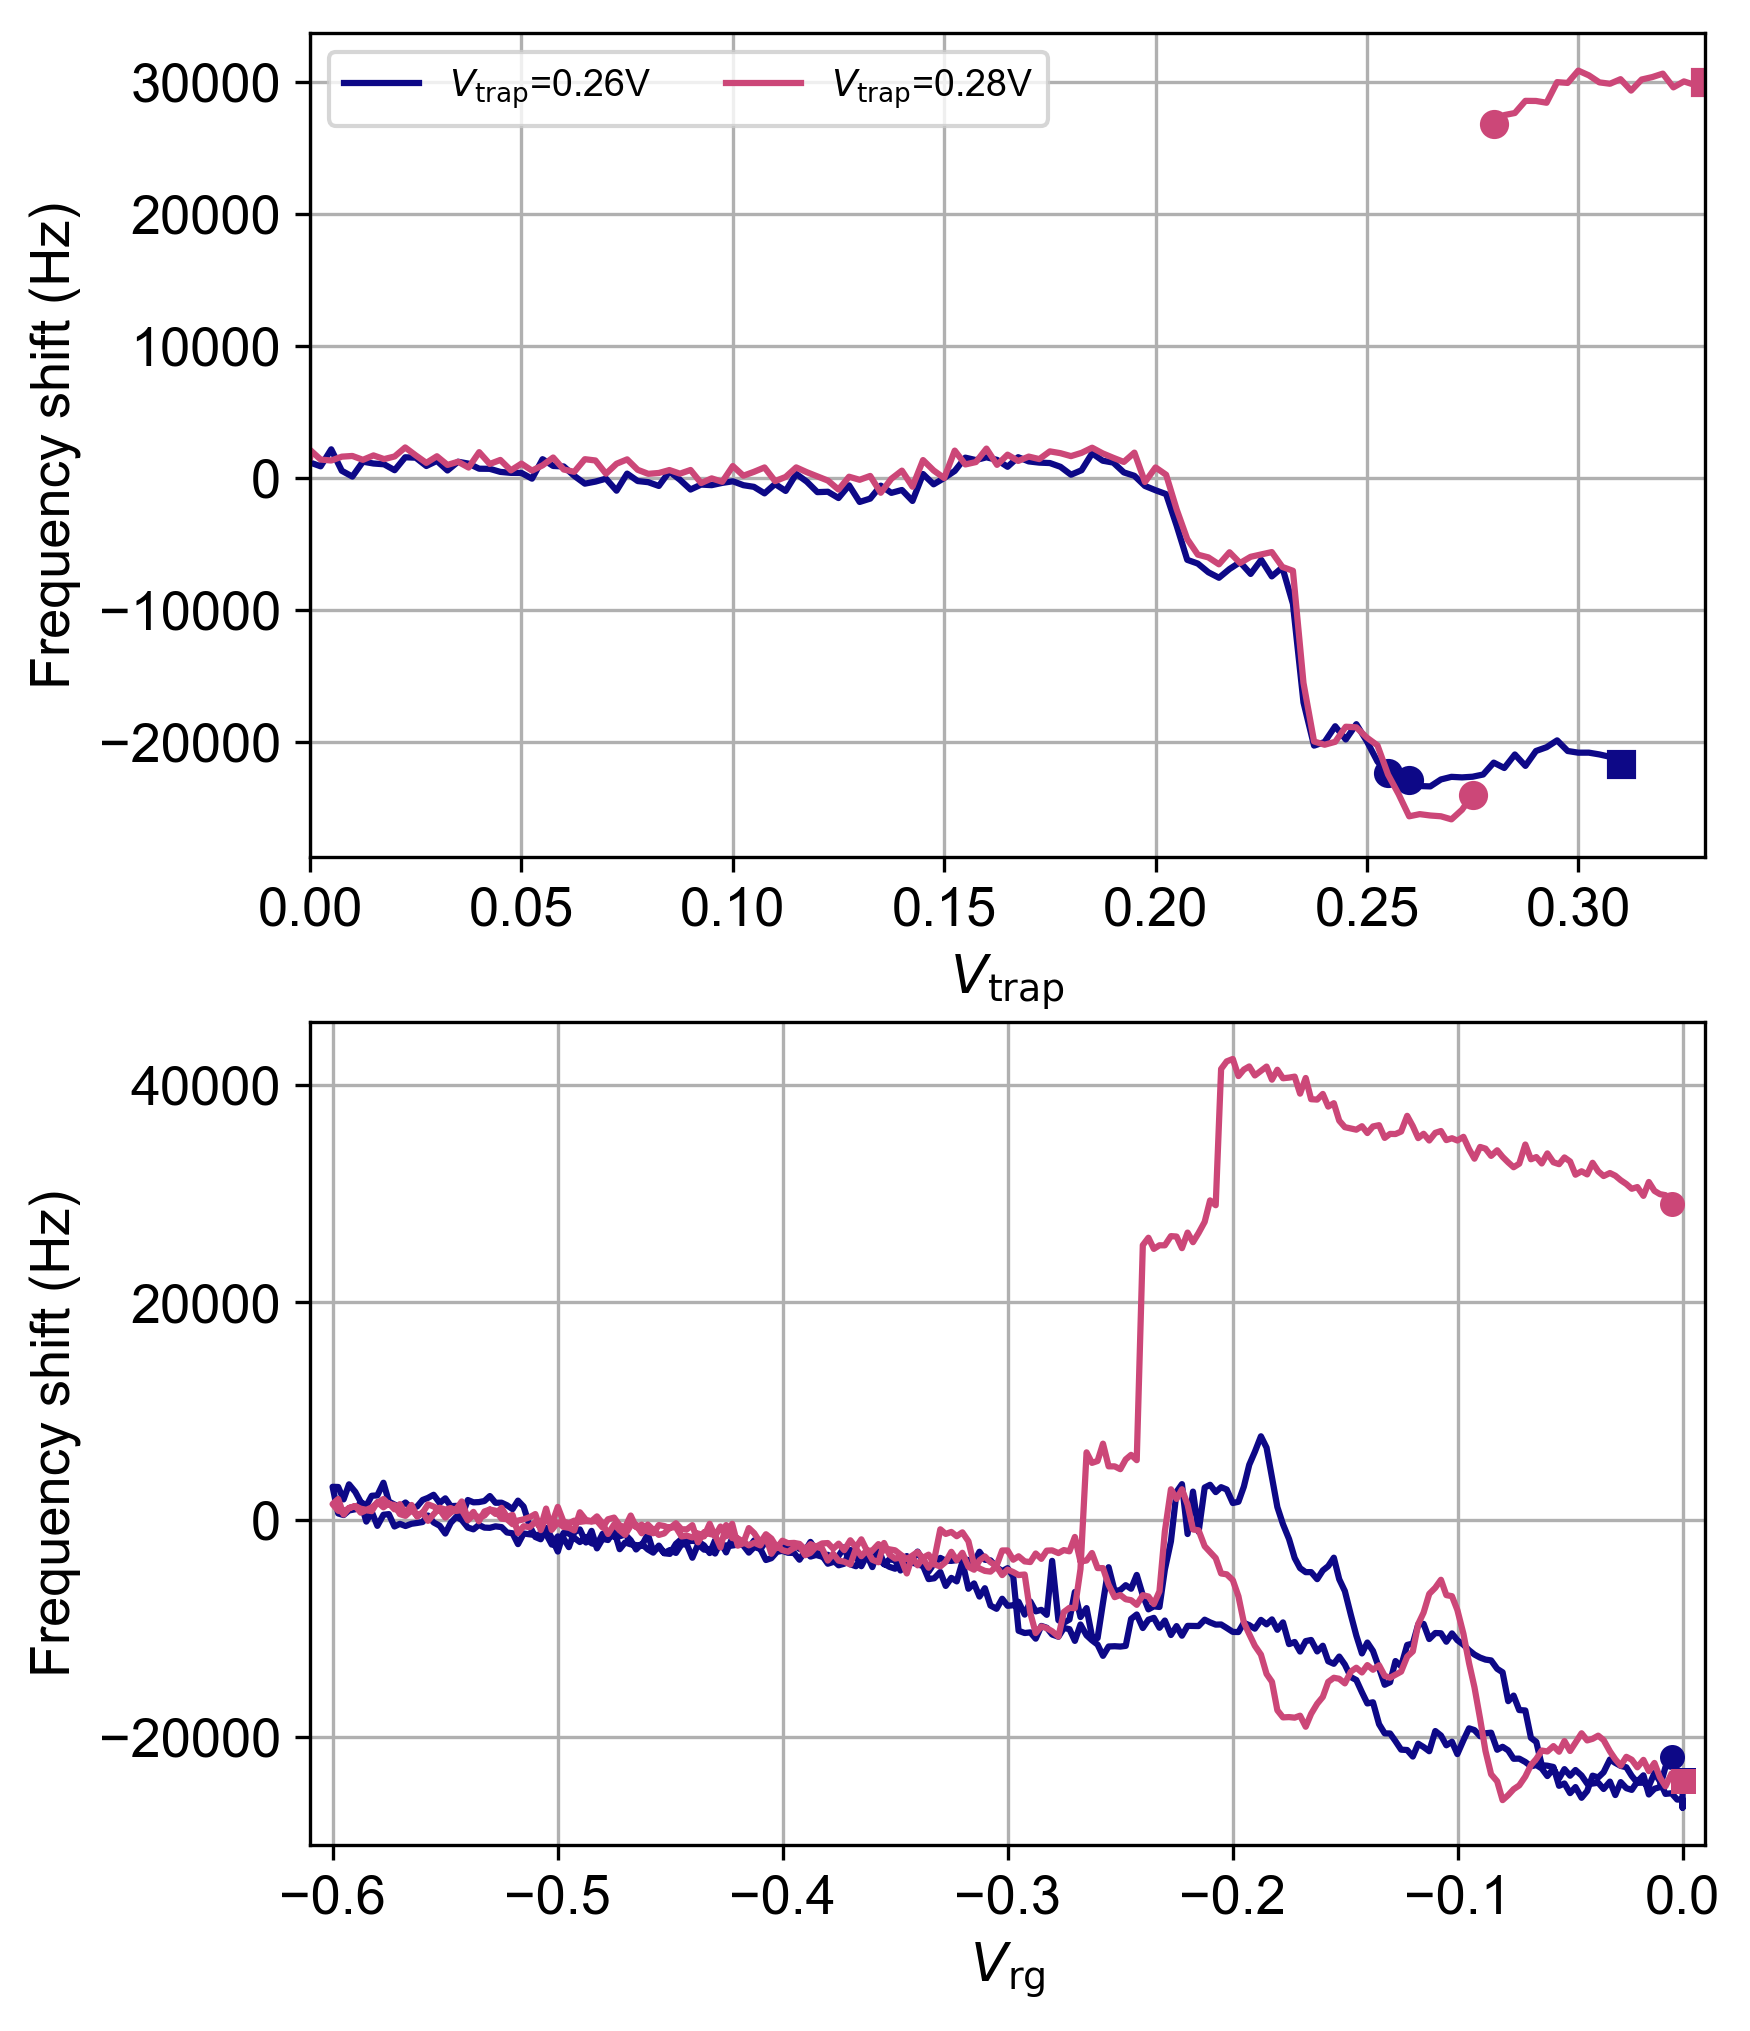 Frequency shift (Hz)
30000
20000
10000
0
−10000
−20000
V_trap=0.26V V_trap=0.28V
0.00 0.05 0.10 0.15 0.20 0.25 0.30
V_trap
Frequency shift (Hz)
40000
20000
0
−20000
−0.6 −0.5 −0.4 −0.3 −0.2 −0.1 0.0
V_rg